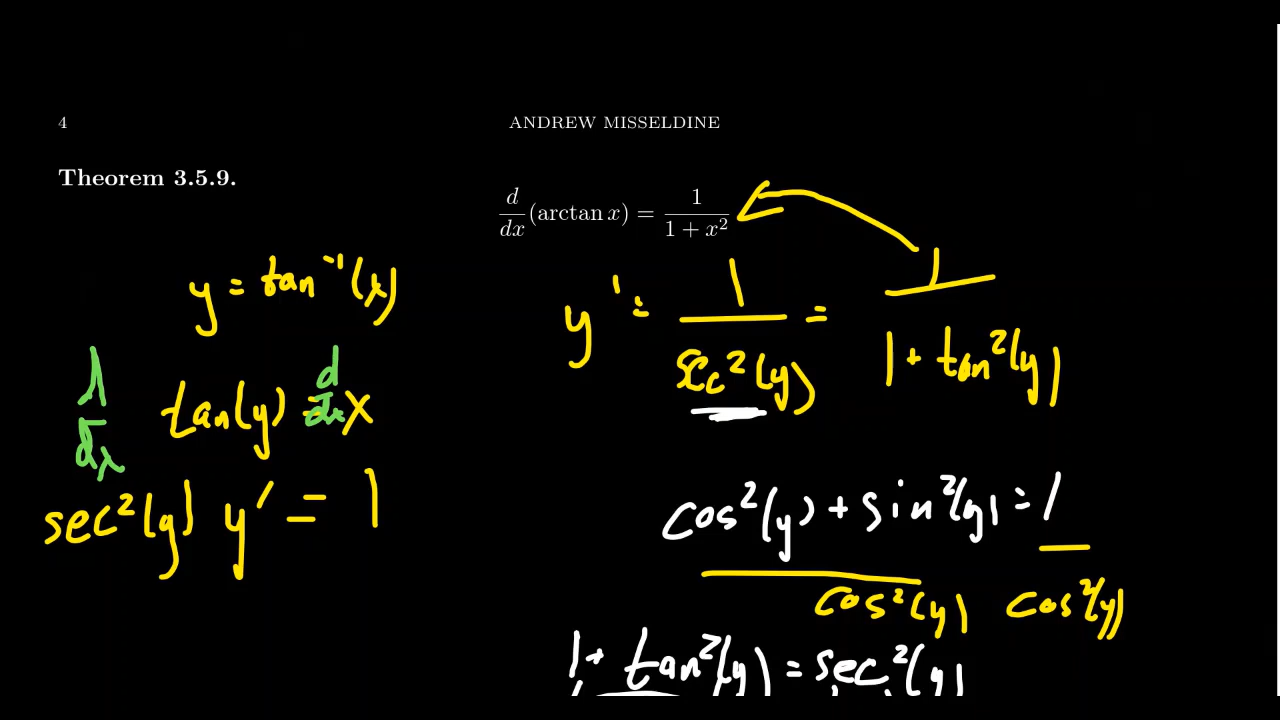 4 ANDREW MISSELDINE
Theorem 3.5.9.
d/dx (arctan x) = 1/(1 + x²)
y = tan⁻¹(x)
d/dx tan(y) = d/dx x
sec²(y) y' = 1
y' = 1/sec²(y) = 1/(1 + tan²(y))
cos²(y) + sin²(y) = 1
cos²(y) cos²(y)
1 + tan²(y) = sec²(y)